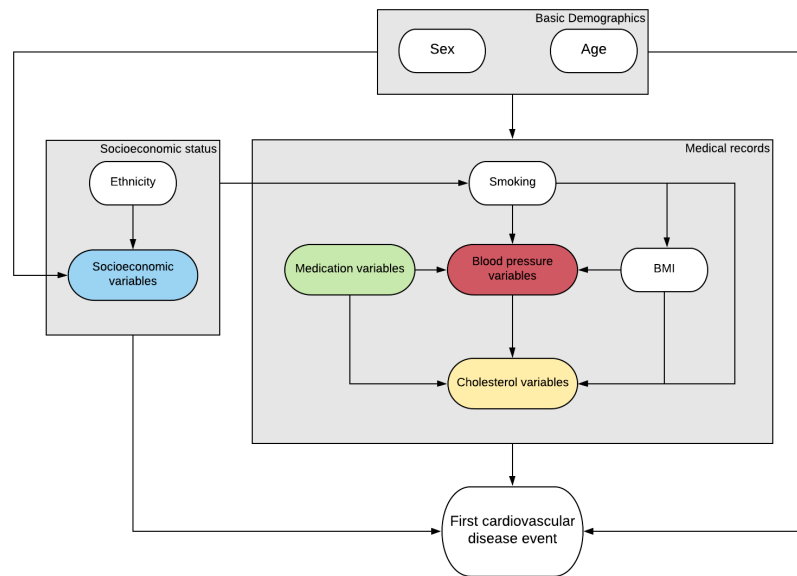 Basic Demographics
Sex
Age
Socioeconomic status
Medical records
Ethnicity
Smoking
Socioeconomic
variables
Medication variables
Blood pressure
variables
BMI
Cholesterol variables
First cardiovascular
disease event